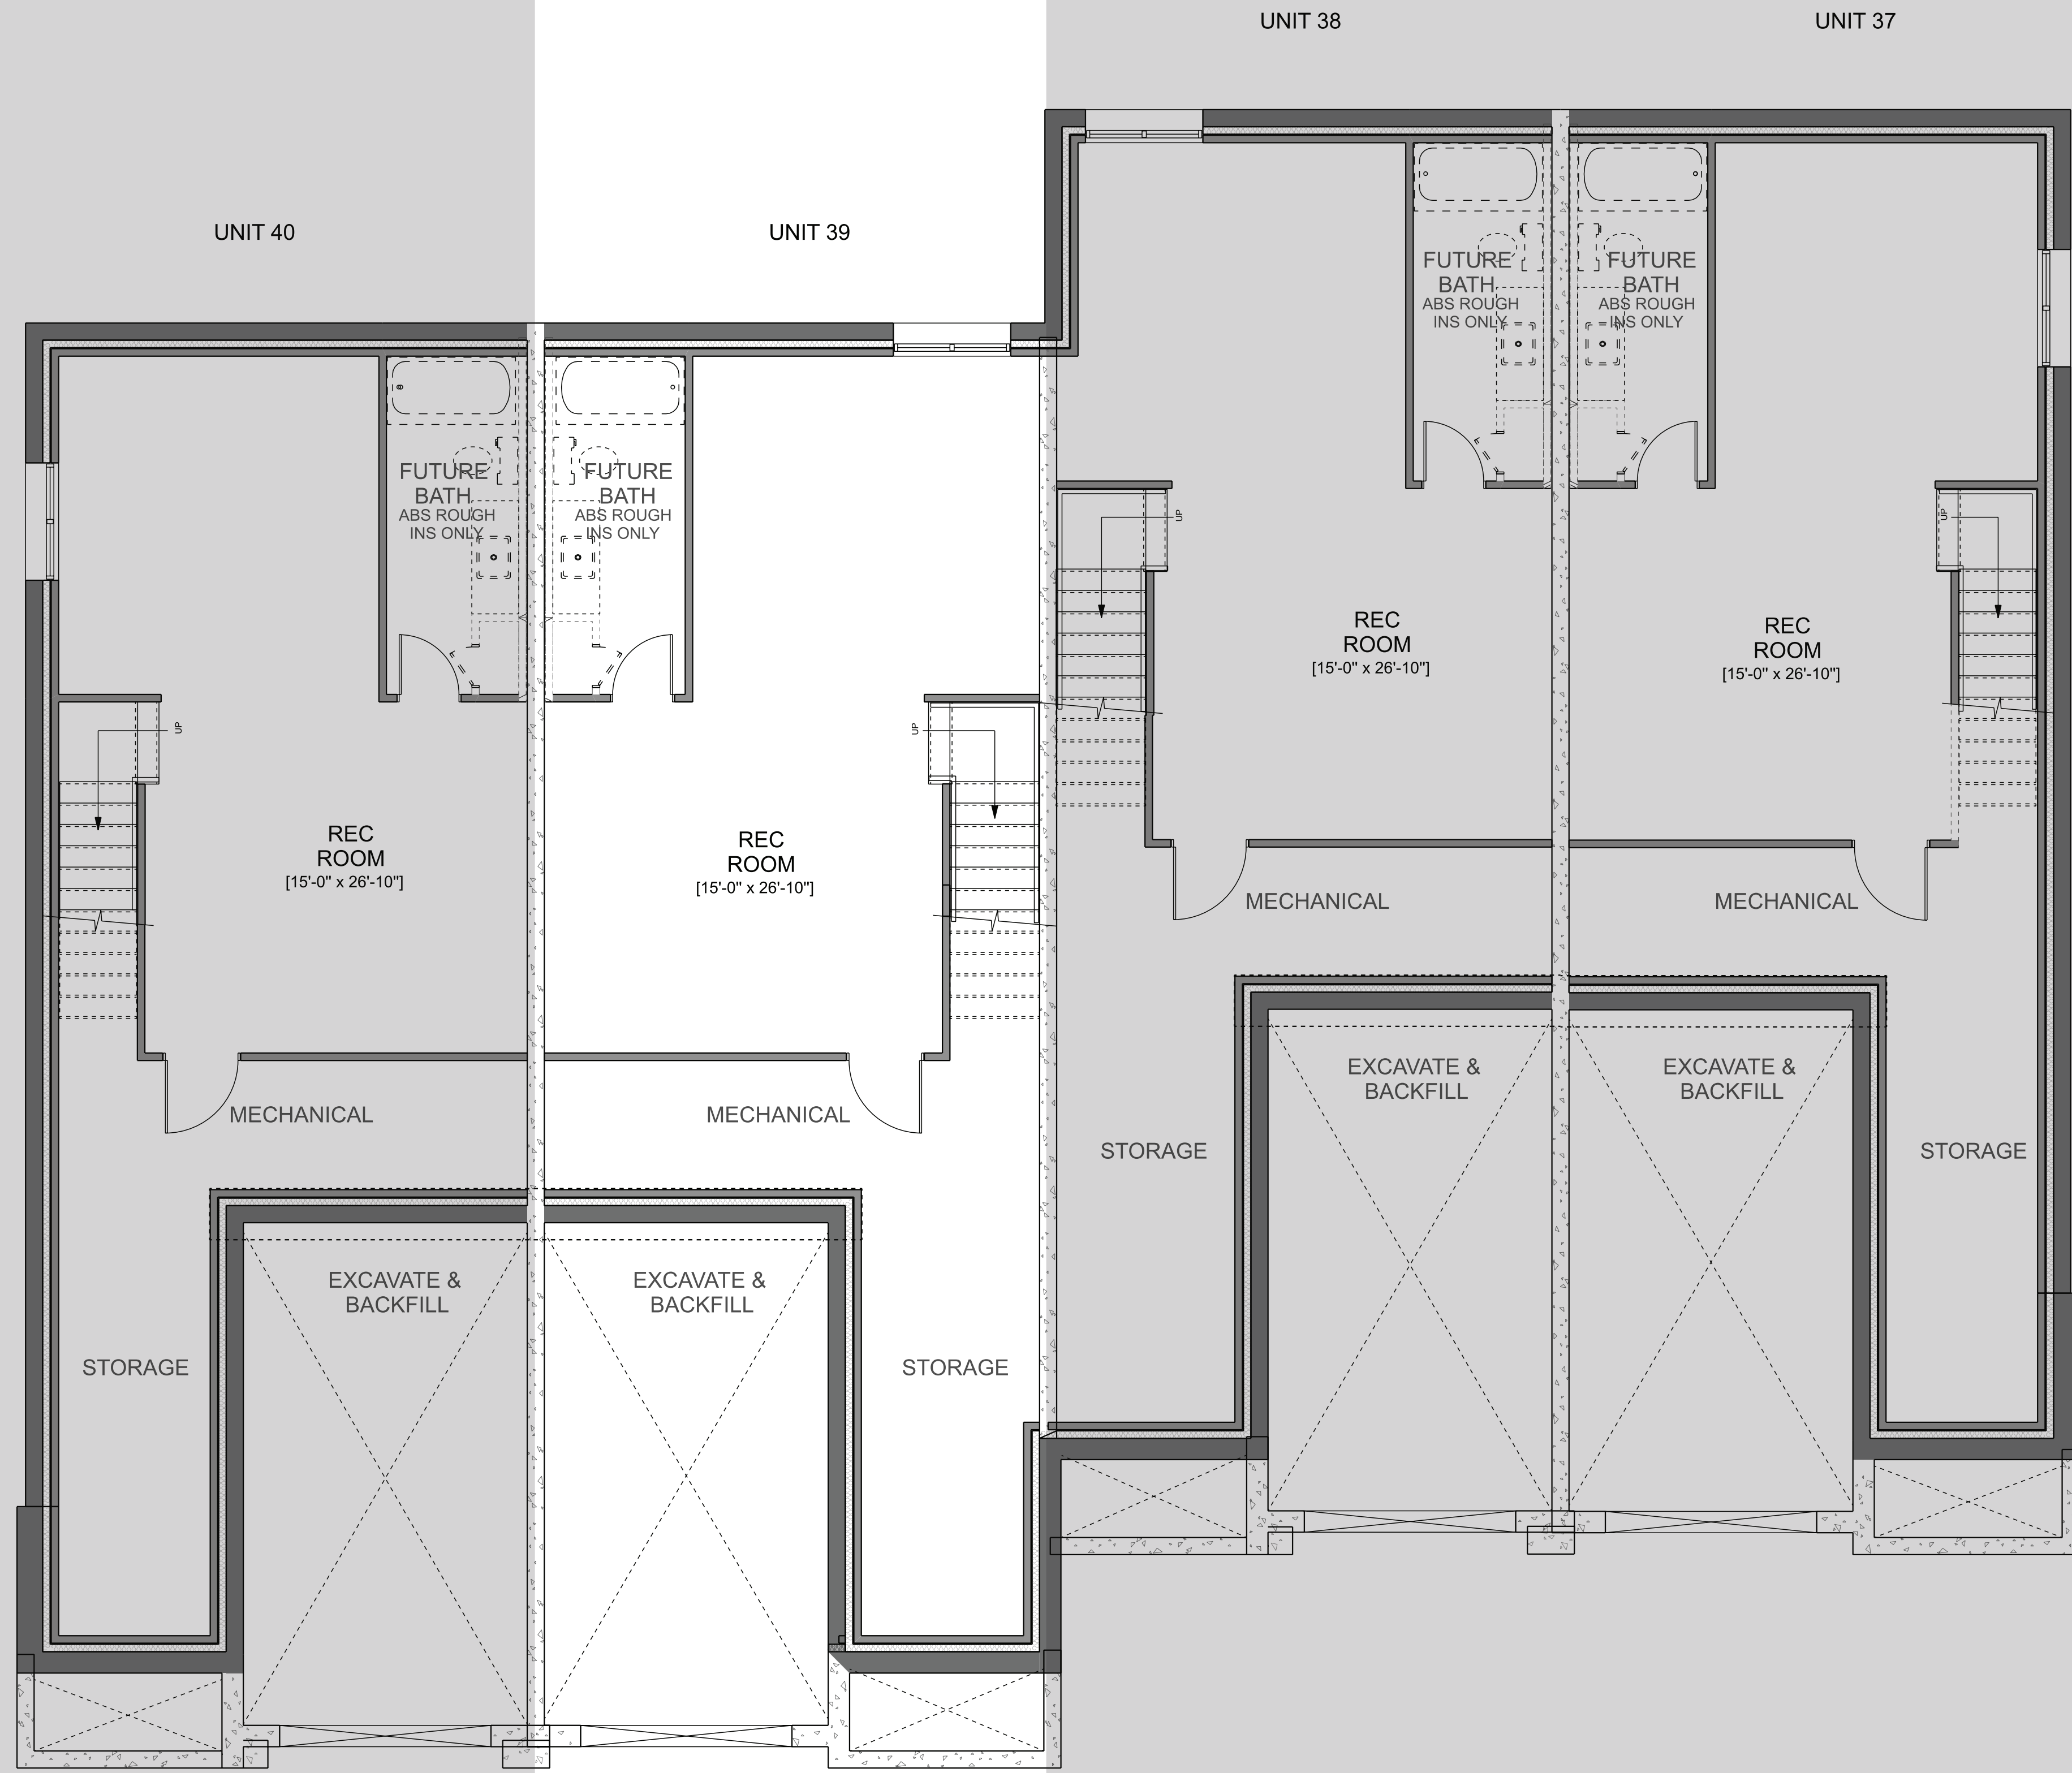 UNIT 38
UNIT 37
UNIT 40
UNIT 39
FUTURE
BATH
ABS ROUGH
INS ONLY
FUTURE
BATH
ABS ROUGH
INS ONLY
FUTURE
BATH
ABS ROUGH
INS ONLY
FUTURE
BATH
ABS ROUGH
INS ONLY
UP
UP
UP
UP
REC
ROOM
[15'-0" x 26'-10"]
REC
ROOM
[15'-0" x 26'-10"]
REC
ROOM
[15'-0" x 26'-10"]
REC
ROOM
[15'-0" x 26'-10"]
MECHANICAL
MECHANICAL
MECHANICAL
MECHANICAL
EXCAVATE &
BACKFILL
EXCAVATE &
BACKFILL
STORAGE
STORAGE
EXCAVATE &
BACKFILL
EXCAVATE &
BACKFILL
STORAGE
STORAGE